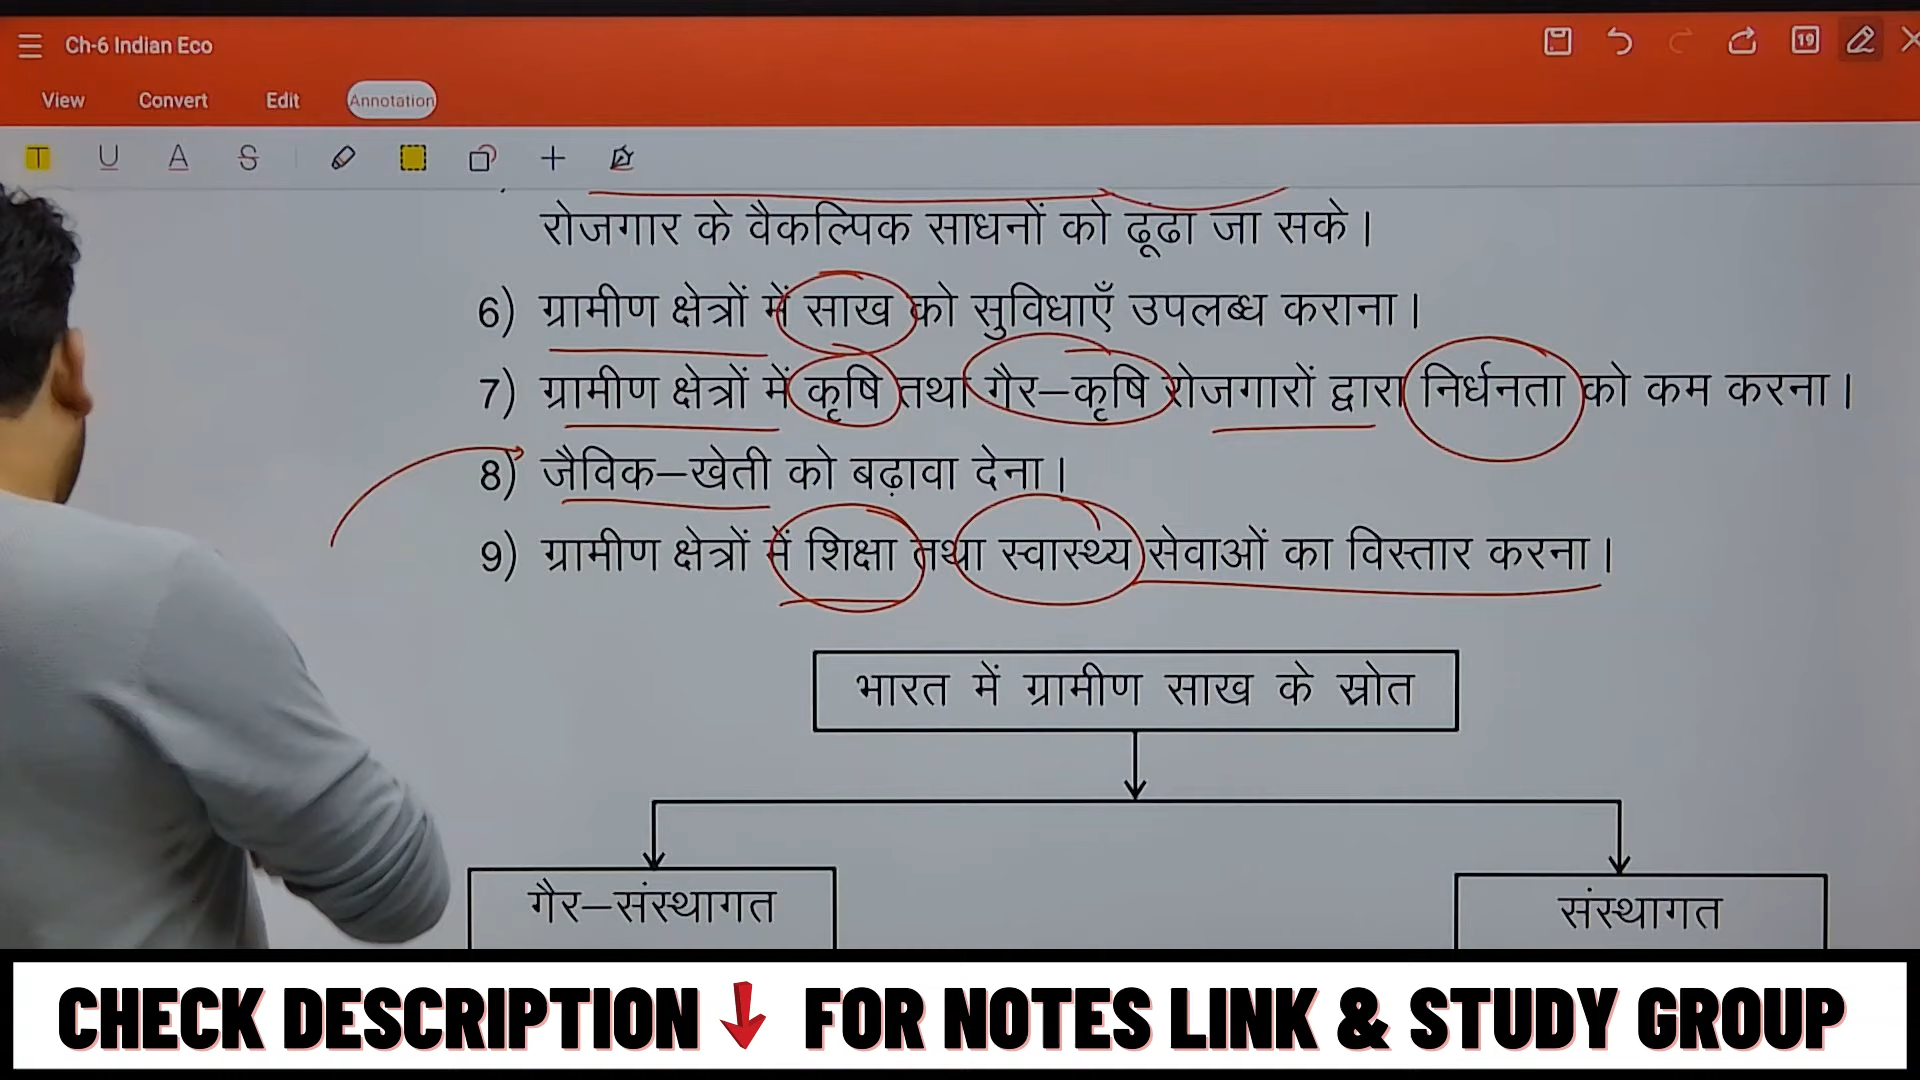 Ch-6 Indian Eco
19
View Convert Edit Annotation
T U A S
रोजगार के वैकल्पिक साधनों को ढूंढा जा सके।
6) ग्रामीण क्षेत्रों में साख को सुविधाएँ उपलब्ध कराना।
7) ग्रामीण क्षेत्रों में कृषि तथा गैर–कृषि रोजगारों द्वारा निर्धनता को कम करना।
8) जैविक–खेती को बढ़ावा देना।
9) ग्रामीण क्षेत्रों में शिक्षा तथा स्वास्थ्य सेवाओं का विस्तार करना।
भारत में ग्रामीण साख के स्रोत
गैर–संस्थागत संस्थागत
CHECK DESCRIPTION FOR NOTES LINK & STUDY GROUP